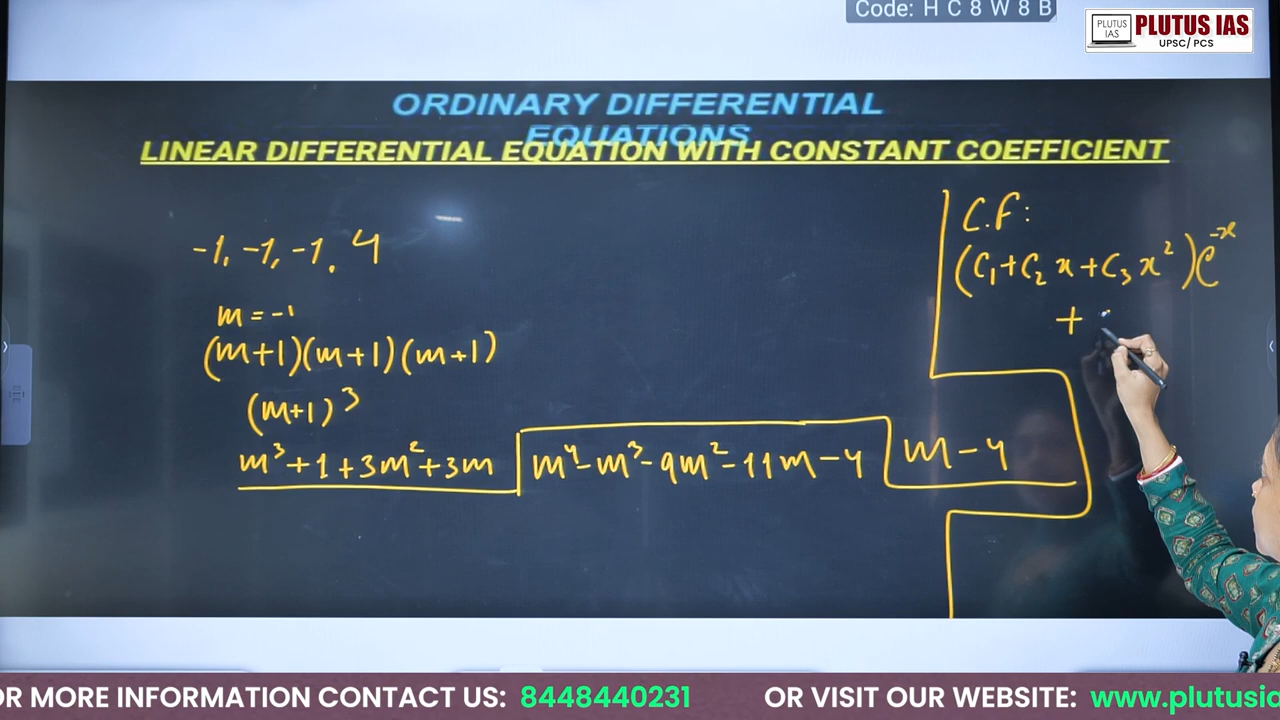 Code: H C 8 W 8 B
PLUTUS IAS
PLUTUS IAS
UPSC/ PCS
ORDINARY DIFFERENTIAL
EQUATIONS
LINEAR DIFFERENTIAL EQUATION WITH CONSTANT COEFFICIENT
-1, -1, -1, 4
m = -1
(m+1)(m+1)(m+1)
(m+1)³
m³+1+3m²+3m
m⁴-m³-9m²-11m-4
m-4
C.F:
(C₁+C₂x+C₃x²)e⁻ˣ
+
OR MORE INFORMATION CONTACT US: 8448440231 OR VISIT OUR WEBSITE: www.plutusia